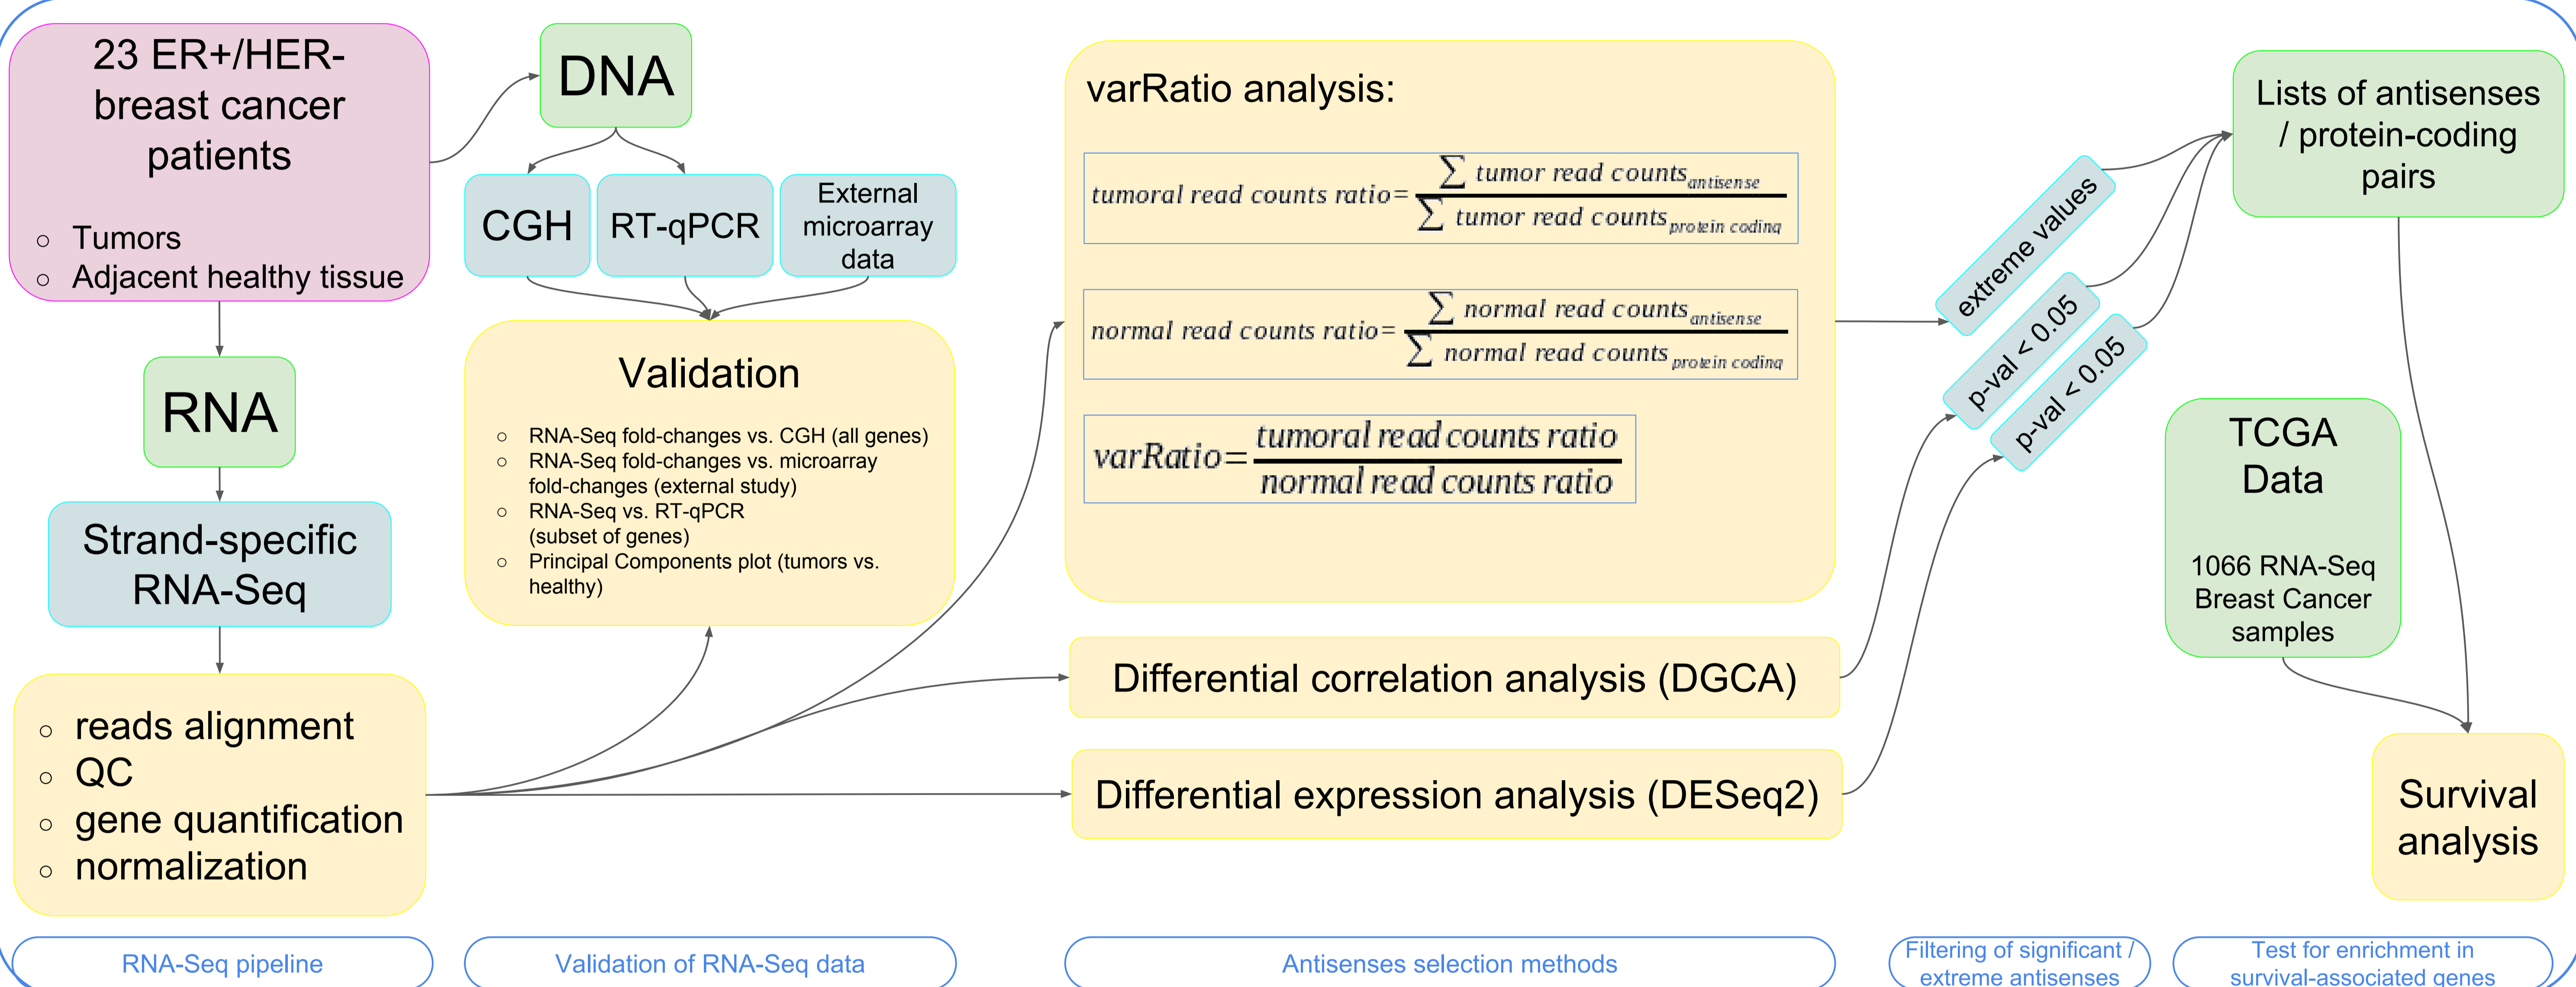 23 ER+/HER-
breast cancer
patients
○ Tumors
○ Adjacent healthy tissue
RNA
Strand-specific
RNA-Seq
○ reads alignment
○ QC
○ gene quantification
○ normalization
RNA-Seq pipeline
DNA
CGH
RT-qPCR
External
microarray
data
Validation
○ RNA-Seq fold-changes vs. CGH (all genes)
○ RNA-Seq fold-changes vs. microarray
fold-changes (external study)
○ RNA-Seq vs. RT-qPCR
(subset of genes)
○ Principal Components plot (tumors vs.
healthy)
Validation of RNA-Seq data
varRatio analysis:
tumoral read counts ratio= ∑ tumor read counts antisense
∑ tumor read counts protein coding
normal read counts ratio= ∑ normal read counts antisense
∑ normal read counts protein coding
varRatio= tumoral read counts ratio
normal read counts ratio
Differential correlation analysis (DGCA)
Differential expression analysis (DESeq2)
Antisenses selection methods
extreme values
p-val < 0.05
p-val < 0.05
Filtering of significant /
extreme antisenses
Lists of antisenses
/ protein-coding
pairs
TCGA
Data
1066 RNA-Seq
Breast Cancer
samples
Survival
analysis
Test for enrichment in
survival-associated genes